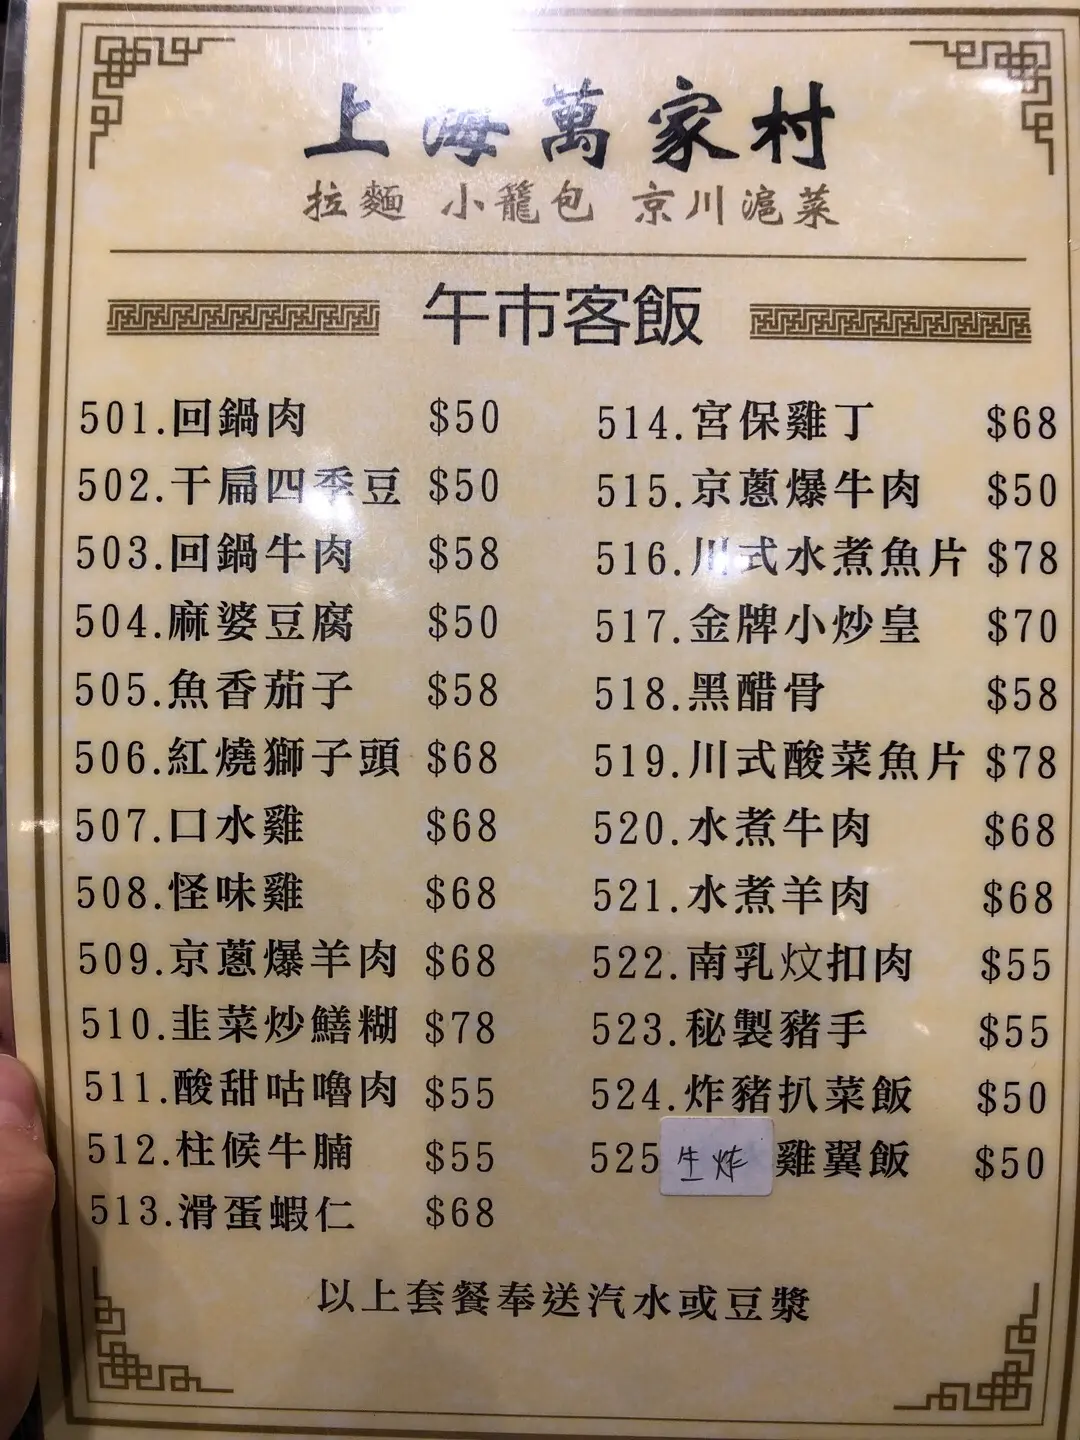 上海萬家村
拉麵 小籠包 京川滬菜
午市客飯
501.回鍋肉 $50
502.干扁四季豆 $50
503.回鍋牛肉 $58
504.麻婆豆腐 $50
505.魚香茄子 $58
506.紅燒獅子頭 $68
507.口水雞 $68
508.怪味雞 $68
509.京蔥爆羊肉 $68
510.韭菜炒鱔糊 $78
511.酸甜咕嚕肉 $55
512.柱候牛腩 $55
513.滑蛋蝦仁 $68
514.宮保雞丁 $68
515.京蔥爆牛肉 $50
516.川式水煮魚片 $78
517.金牌小炒皇 $70
518.黑醋骨 $58
519.川式酸菜魚片 $78
520.水煮牛肉 $68
521.水煮羊肉 $68
522.南乳炆扣肉 $55
523.秘製豬手 $55
524.炸豬扒菜飯 $50
525 生炸 雞翼飯 $50
以上套餐奉送汽水或豆漿